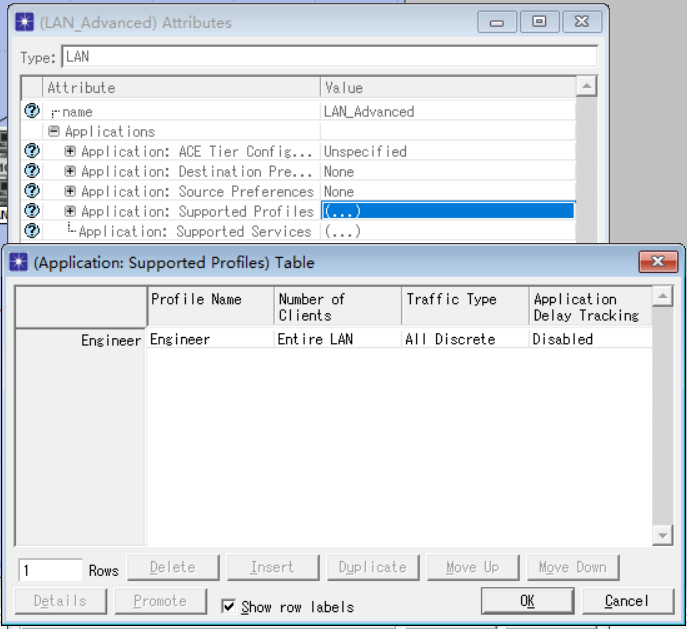 (LAN_Advanced) Attributes
Type: LAN
Attribute Value
name LAN_Advanced
Applications
Application: ACE Tier Config... Unspecified
Application: Destination Pre... None
Application: Source Preferences None
Application: Supported Profiles (...)
Application: Supported Services (...)
(Application: Supported Profiles) Table
Profile Name Number of Clients Traffic Type Application Delay Tracking
Engineer Engineer Entire LAN All Discrete Disabled
1 Rows Delete Insert Duplicate Move Up Move Down
Details Promote Show row labels OK Cancel